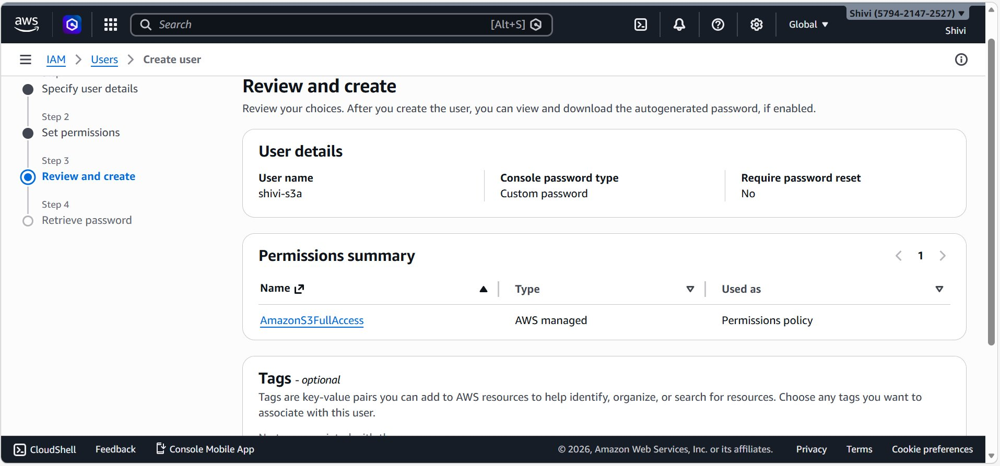 aws
Search [Alt+S]
Global
Shivi (5794-2147-2527)
Shivi
IAM
Users
Create user
Specify user details
Step 2
Set permissions
Step 3
Review and create
Step 4
Retrieve password
Review and create
Review your choices. After you create the user, you can view and download the autogenerated password, if enabled.
User details
User name
shivi-s3a
Console password type
Custom password
Require password reset
No
Permissions summary
1
Name
Type
Used as
AmazonS3FullAccess
AWS managed
Permissions policy
Tags - optional
Tags are key-value pairs you can add to AWS resources to help identify, organize, or search for resources. Choose any tags you want to
associate with this user.
CloudShell
Feedback
Console Mobile App
© 2026, Amazon Web Services, Inc. or its affiliates.
Privacy
Terms
Cookie preferences